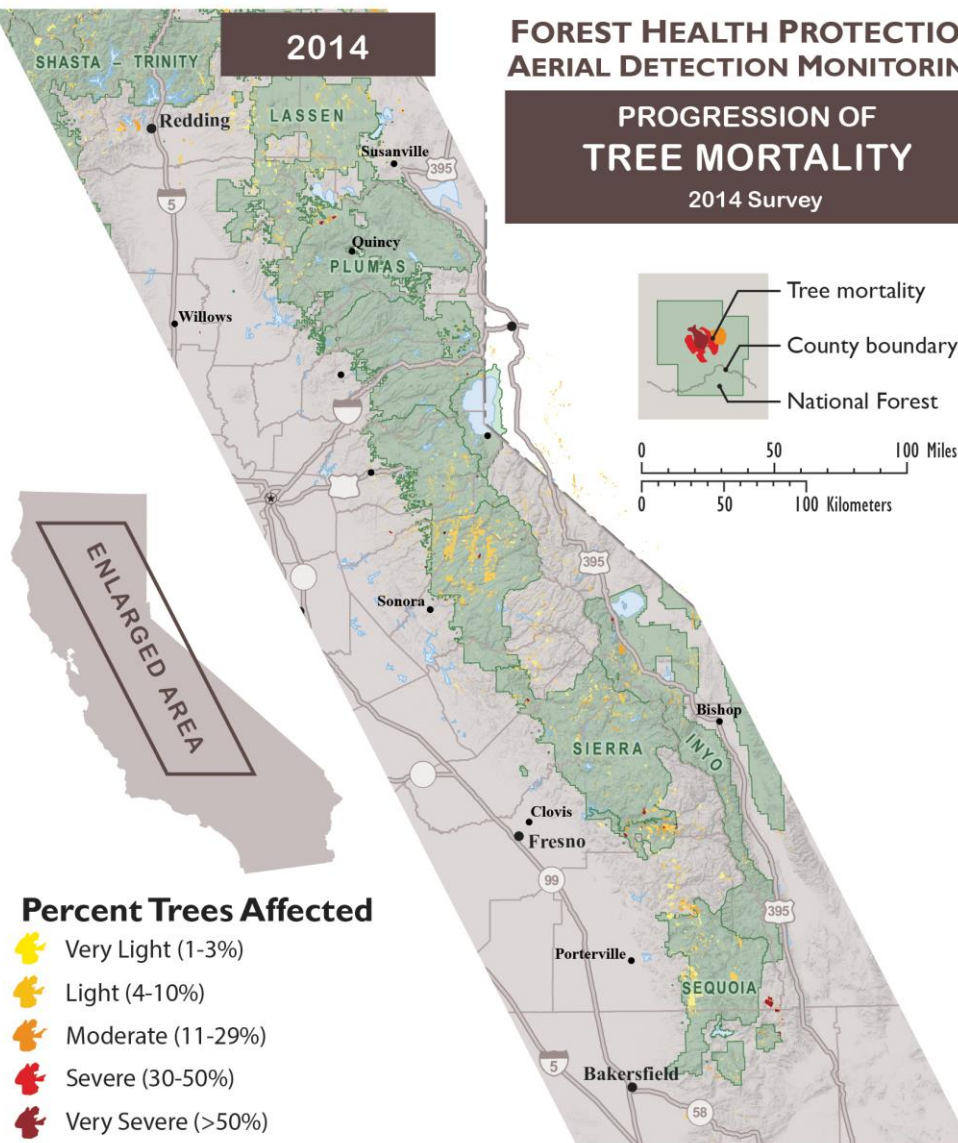 2014
FOREST HEALTH PROTECTIO
AERIAL DETECTION MONITORIN
PROGRESSION OF
TREE MORTALITY
2014 Survey
SHASTA – TRINITY
Redding
LASSEN
Susanville
395
5
Quincy
PLUMAS
Willows
Tree mortality
County boundary
National Forest
0 50 100 Miles
0 50 100 Kilometers
ENLARGED AREA
395
Sonora
Bishop
SIERRA
INYO
Clovis
Fresno
99
395
Porterville
SEQUOIA
5
Bakersfield
58
Percent Trees Affected
Very Light (1-3%)
Light (4-10%)
Moderate (11-29%)
Severe (30-50%)
Very Severe (>50%)